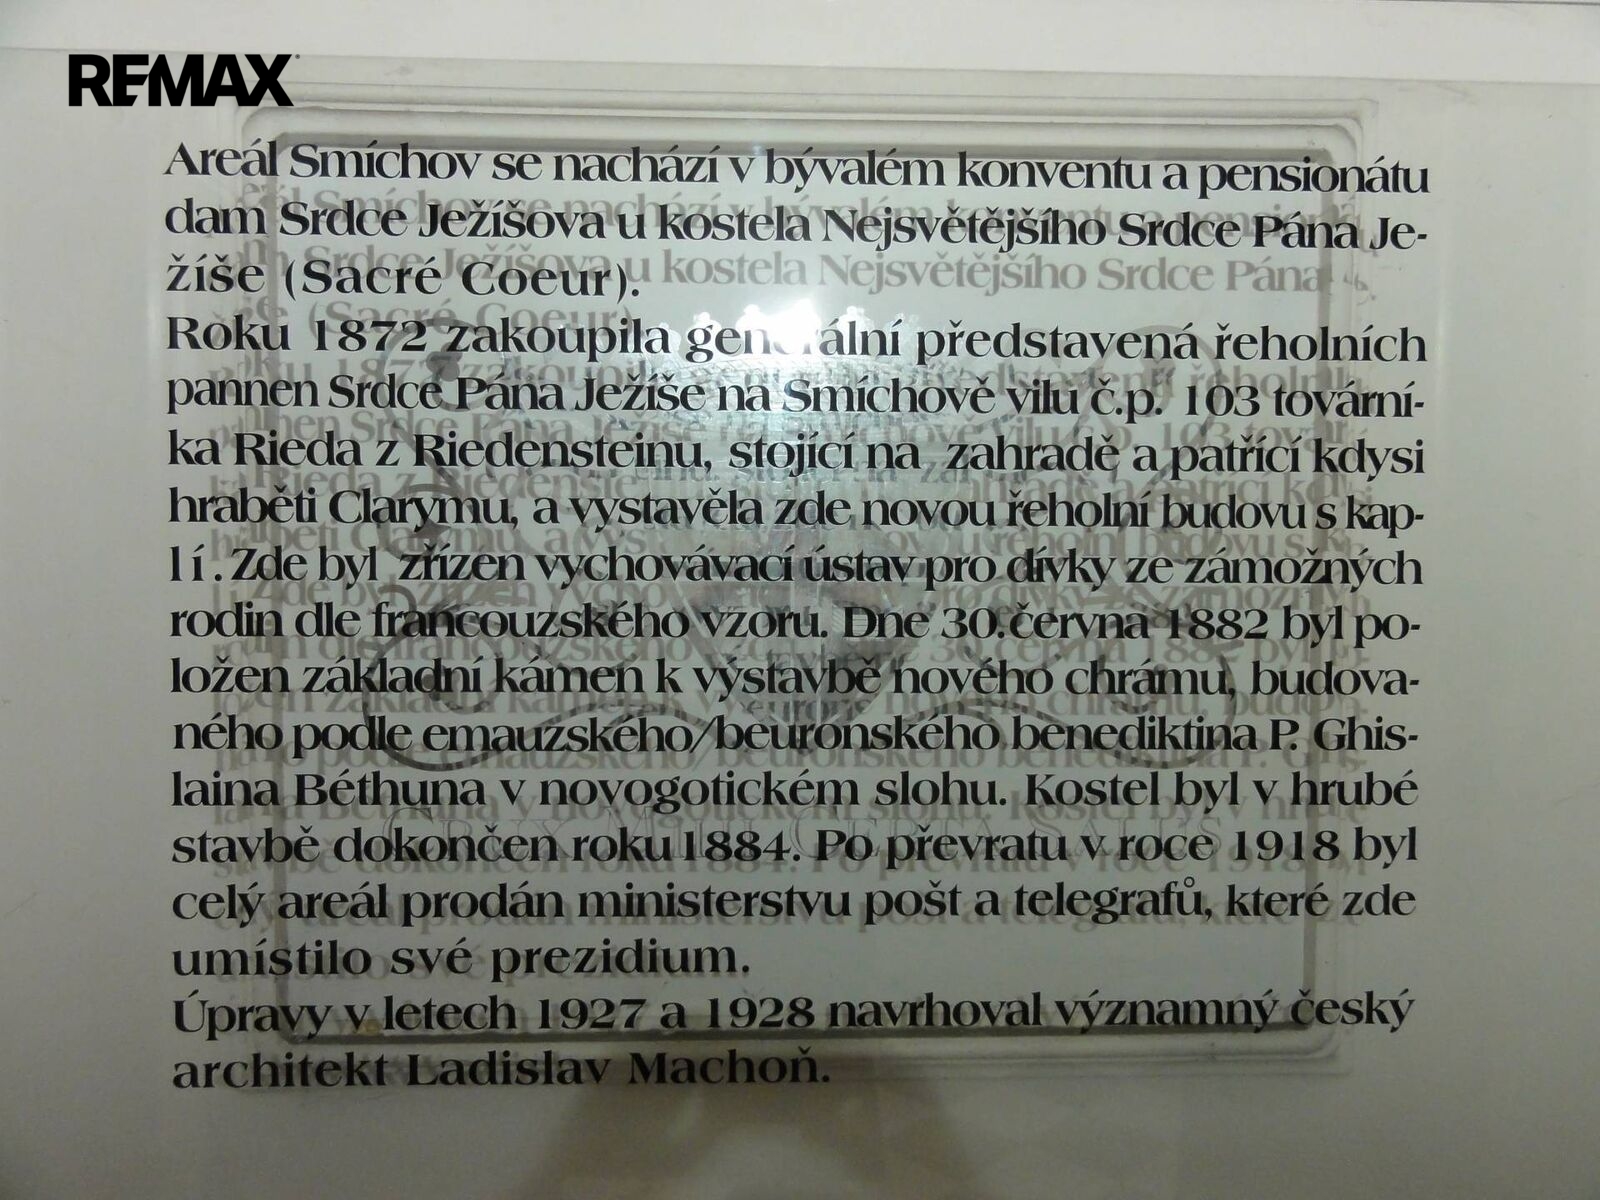 REMAX
Areál Smíchov se nachází v bývalém konventu a pensionátu
dam Srdce Ježíšova u kostela Nejsvětějšího Srdce Pána Je-
žíše (Sacré Coeur).
Roku 1872 zakoupila generální představená řeholních
pannen Srdce Pána Ježíše na Smíchově vilu č.p. 103 tovární-
ka Rieda z Riedensteinu, stojící na zahradě a patřící kdysi
hraběti Clarymu, a vystavěla zde novou řeholní budovu s kap-
lí. Zde byl zřízen vychovávací ústav pro dívky ze zámožných
rodin dle francouzského vzoru. Dne 30.června 1882 byl po-
ložen základní kámen k výstavbě nového chrámu, budova-
ného podle emauzského/beuronského benediktina P. Ghis-
laina Béthuna v novogotickém slohu. Kostel byl v hrubé
stavbě dokončen roku 1884. Po převratu v roce 1918 byl
celý areál prodán ministerstvu pošt a telegrafů, které zde
umístilo své prezidium.
Úpravy v letech 1927 a 1928 navrhoval významný český
architekt Ladislav Machoň.